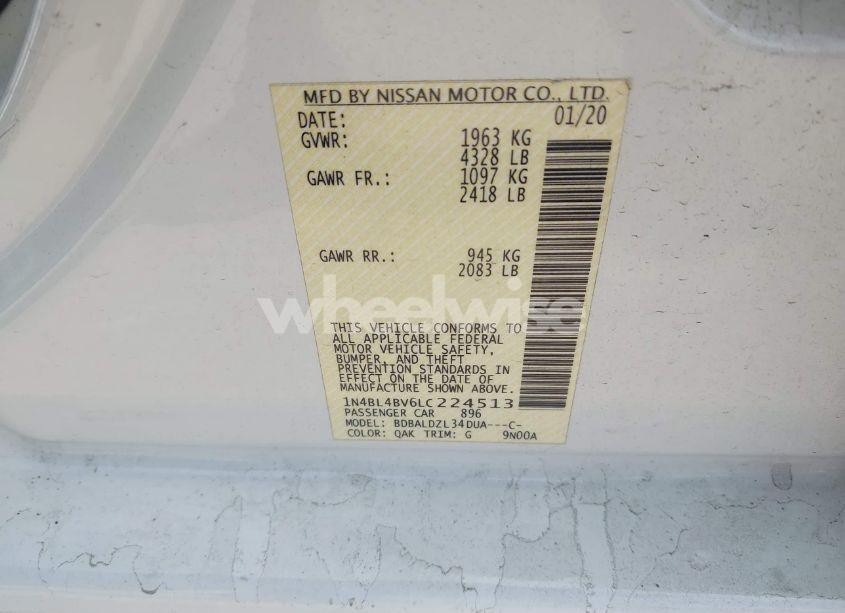 MFD BY NISSAN MOTOR CO., LTD.
DATE: 01/20
GVWR: 1963 KG
4328 LB
GAWR FR.: 1097 KG
2418 LB
GAWR RR.: 945 KG
2083 LB
wheelwise
THIS VEHICLE CONFORMS TO
ALL APPLICABLE FEDERAL
MOTOR VEHICLE SAFETY,
BUMPER, AND THEFT
PREVENTION STANDARDS IN
EFFECT ON THE DATE OF
MANUFACTURE SHOWN ABOVE.
1N4BL4BV6LC224513
PASSENGER CAR 896
MODEL: BDBALDZL34DUA---C-
COLOR: QAK TRIM: G 9N00A